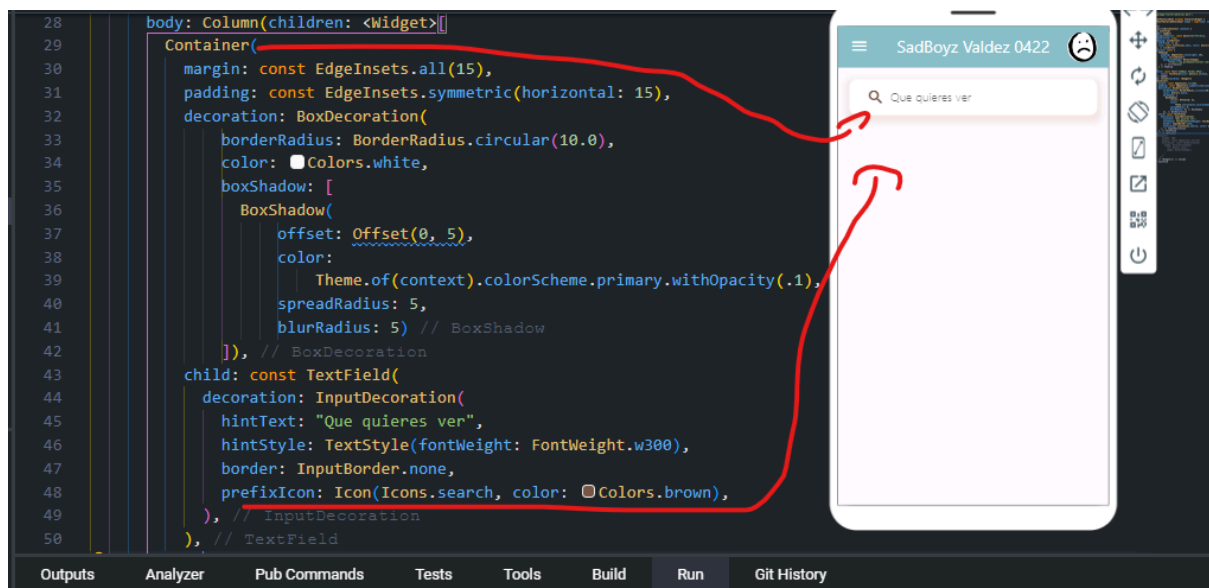 28 body: Column(children: <Widget>[
29 Container(
30 margin: const EdgeInsets.all(15),
31 padding: const EdgeInsets.symmetric(horizontal: 15),
32 decoration: BoxDecoration(
33 borderRadius: BorderRadius.circular(10.0),
34 color: Colors.white,
35 boxShadow: [
36 BoxShadow(
37 offset: Offset(0, 5),
38 color:
39 Theme.of(context).colorScheme.primary.withOpacity(.1),
40 spreadRadius: 5,
41 blurRadius: 5) // BoxShadow
42 ]), // BoxDecoration
43 child: const TextField(
44 decoration: InputDecoration(
45 hintText: "Que quieres ver",
46 hintStyle: TextStyle(fontWeight: FontWeight.w300),
47 border: InputBorder.none,
48 prefixIcon: Icon(Icons.search, color: Colors.brown),
49 ), // InputDecoration
50 ), // TextField
SadBoyz Valdez 0422
Que quieres ver
Outputs Analyzer Pub Commands Tests Tools Build Run Git History